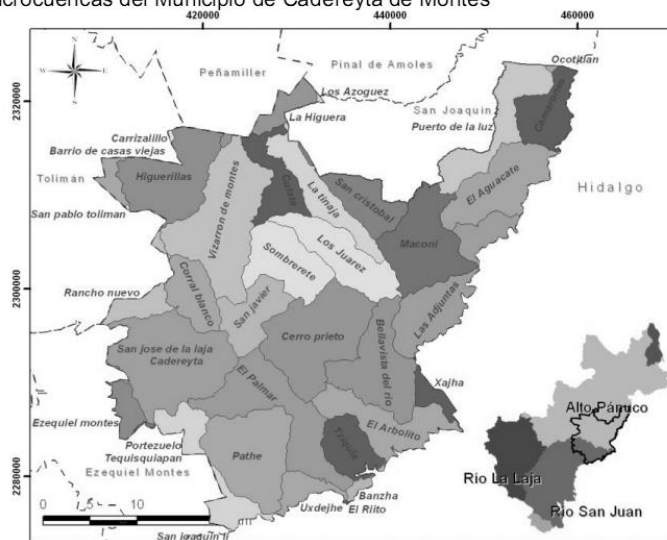 icrocuencas del Municipio de Cadereyta de Montes
420000
440000
460000
2320000
2300000
2280000
Peñamiller
Pinal de Amoles
Ocotitlan
Los Azoguez
La Higuera
San Joaquin
Puerto de la luz
Camarones
Carrizalillo
Barrio de casas viejas
Tolimán
Higuerillas
San pablo toliman
Vizarron de montes
Culata
La tinaja
San cristobal
El Aguacate
Hidalgo
Maconi
Los Juarez
Sombrerete
Rancho nuevo
Corral blanco
San javier
Las Adjuntas
San jose de la laja
Cadereyta
Cerro prieto
Bellavista del rio
El Palmar
Xajha
Ezequiel montes
Portezuelo
Tequisquiapan
Ezequiel Montes
Pathe
El Arbolito
Banzha
Uxdejhe
El Riito
San joaquin
0 5 10
Alto Pánuco
Río La Laja
Río San Juan